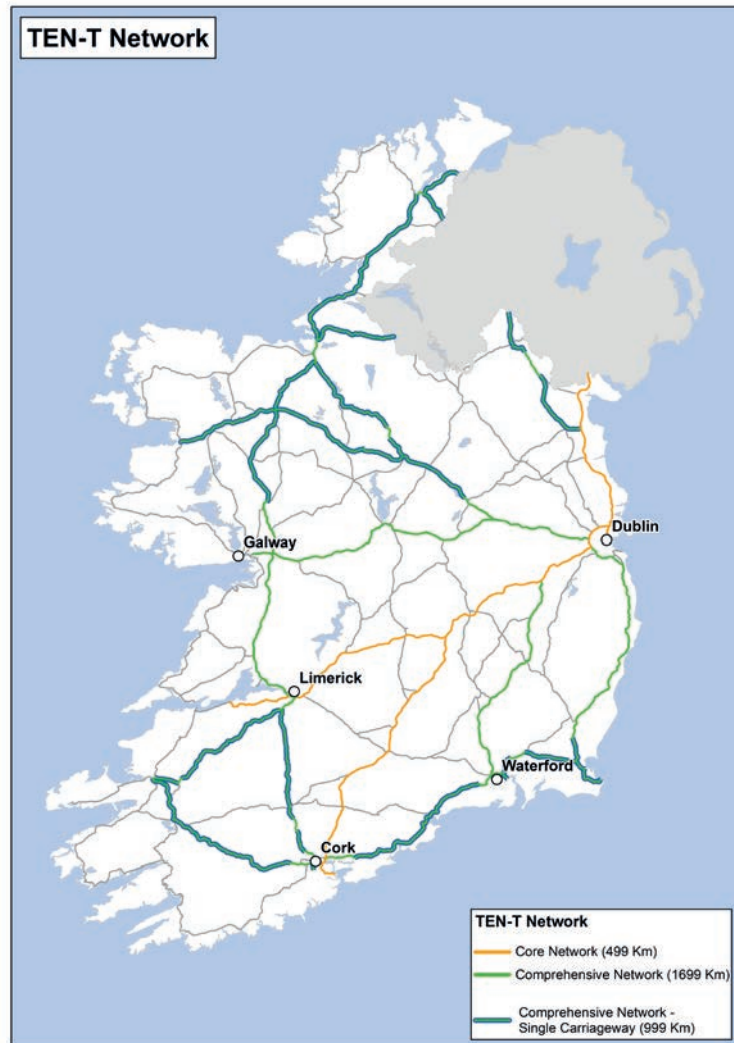 TEN-T Network
Dublin
Galway
Limerick
Waterford
Cork
TEN-T Network
Core Network (499 Km)
Comprehensive Network (1699 Km)
Comprehensive Network -
Single Carriageway (999 Km)